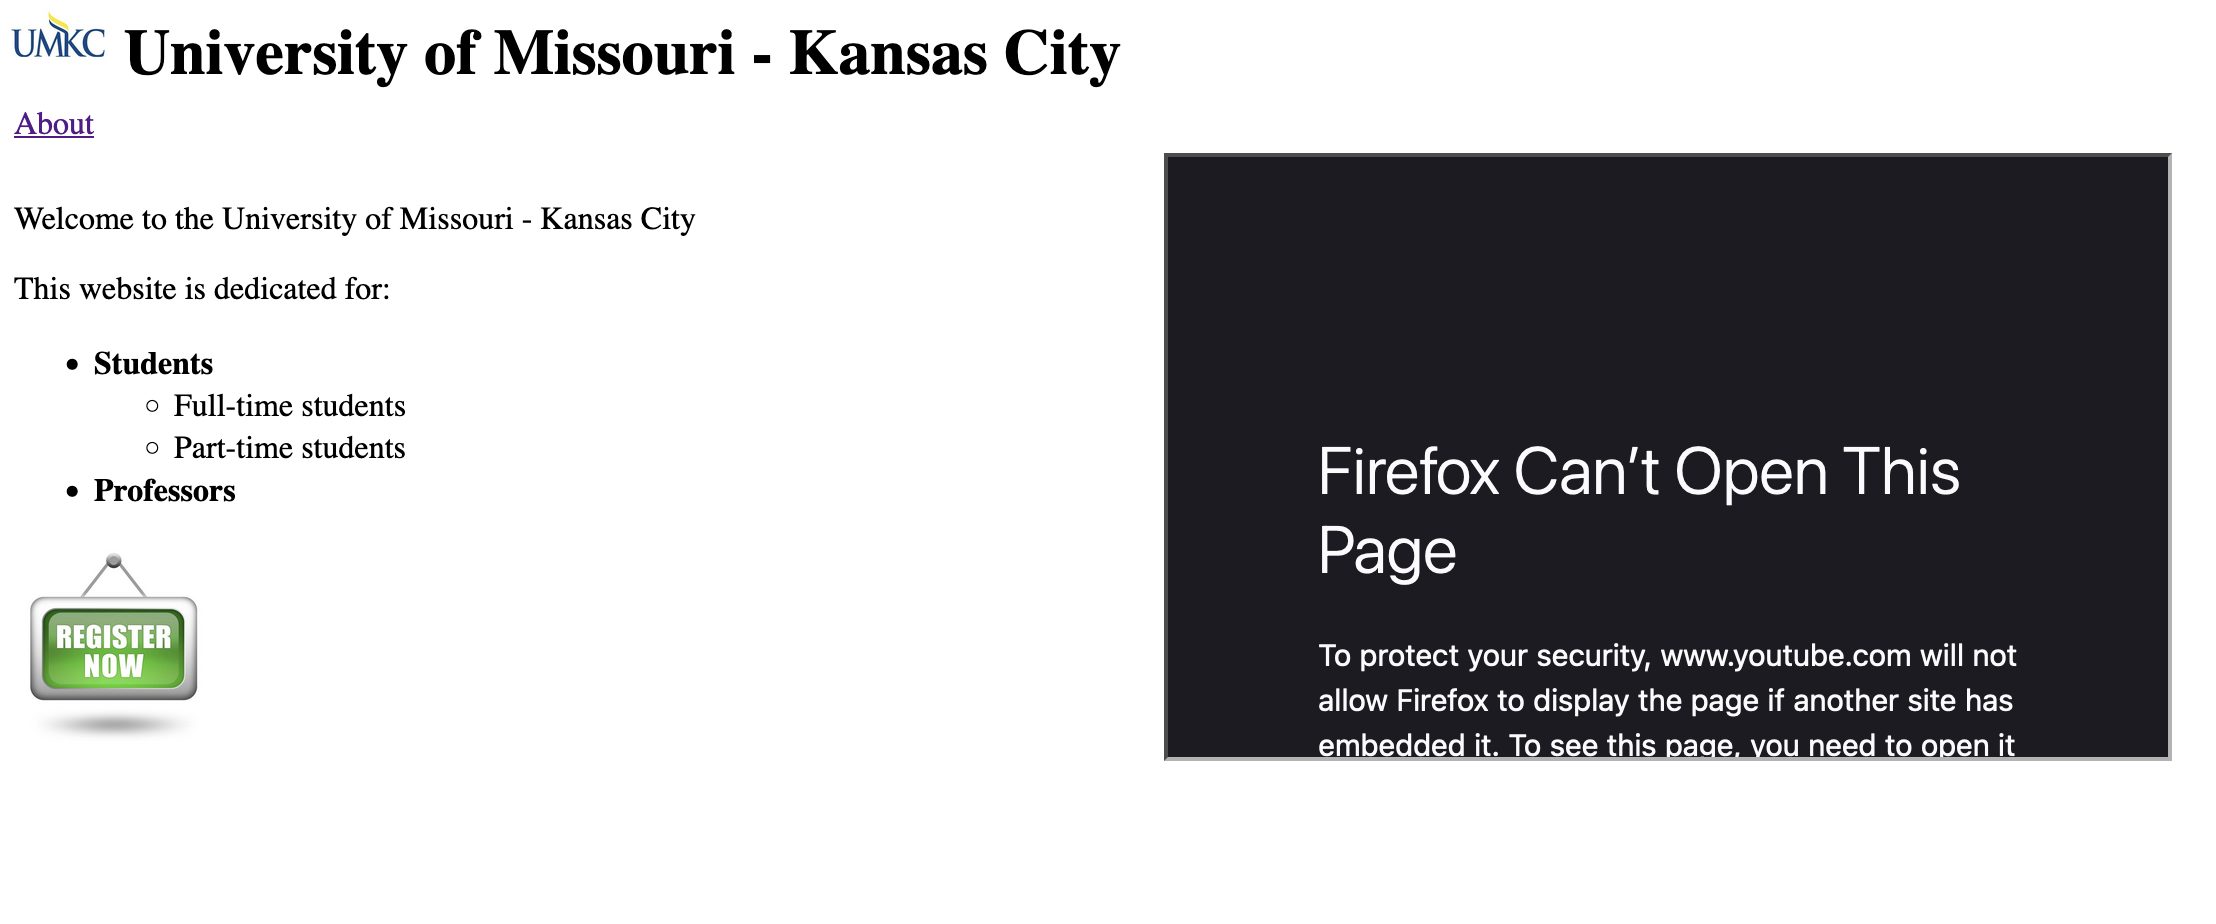 UMKC
University of Missouri - Kansas City
About
Welcome to the University of Missouri - Kansas City
This website is dedicated for:
Students
Full-time students
Part-time students
Professors
REGISTER
NOW
Firefox Can’t Open This
Page
To protect your security, www.youtube.com will not
allow Firefox to display the page if another site has
embedded it. To see this page, you need to open it